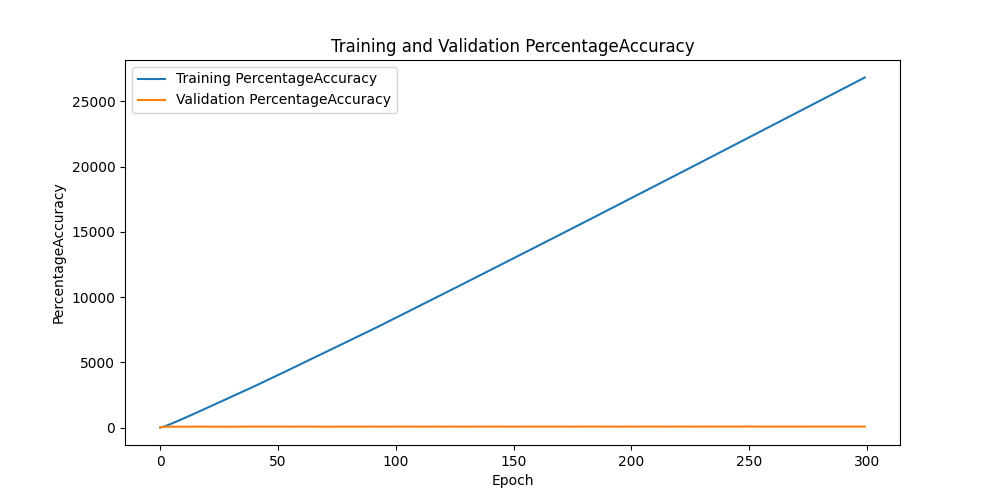 Training and Validation PercentageAccuracy
Training PercentageAccuracy
Validation PercentageAccuracy
PercentageAccuracy
25000
20000
15000
10000
5000
0
0 50 100 150 200 250 300
Epoch